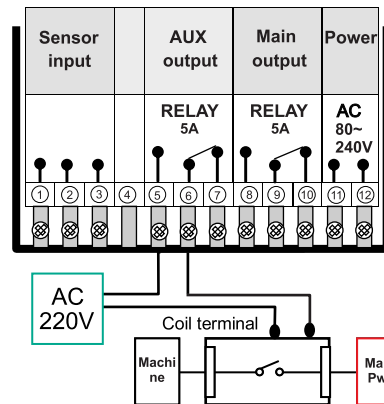 Sensor
input
AUX
output
Main
output
Power
RELAY
5A
RELAY
5A
AC
80~
240V
1 2 3 4 5 6 7 8 9 10 11 12
AC
220V
Coil terminal
Machi
ne
Ma
Pw